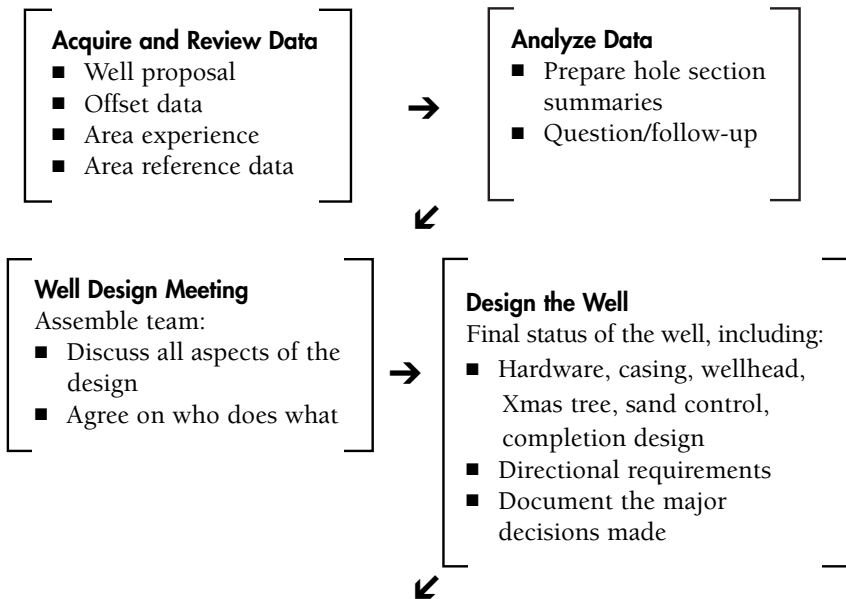 Acquire and Review Data
■ Well proposal
■ Offset data
■ Area experience
■ Area reference data
➔
Analyze Data
■ Prepare hole section
summaries
■ Question/follow-up
Well Design Meeting
Assemble team:
■ Discuss all aspects of the
design
■ Agree on who does what
➔
Design the Well
Final status of the well, including:
■ Hardware, casing, wellhead,
Xmas tree, sand control,
completion design
■ Directional requirements
■ Document the major
decisions made